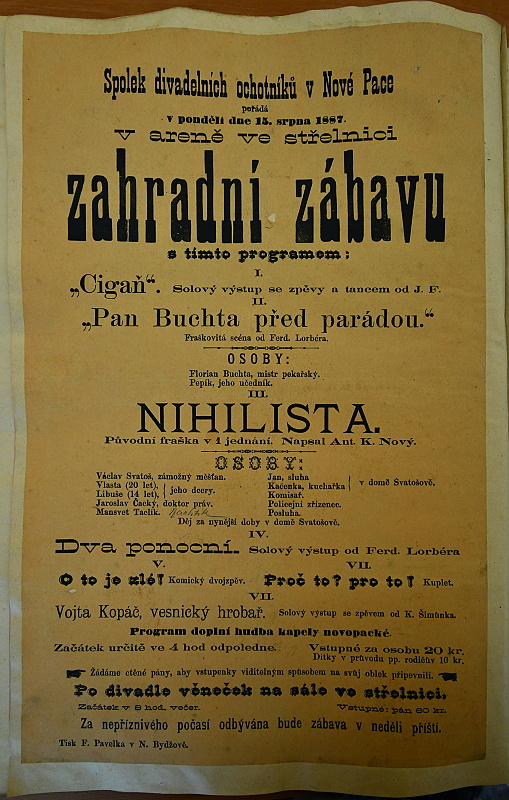 Spolek divadelních ochotníků v Nové Pace
pořádá
v pondělí dne 15. srpna 1887.
v areně ve střelnici
zahradní zábavu
s tímto programem:
I.
„Cigaň“. Solový výstup se zpěvy a tancem od J. F.
II.
„Pan Buchta před parádou.“
Fraškovitá scéna od Ferd. Lorbéra.
OSOBY:
Florian Buchta, mistr pekařský.
Pepík, jeho učedník.
III.
NIHILISTA.
Původní fraška v 1 jednání. Napsal Ant. K. Nový.
OSOBY:
Václav Svatoš, zámožný měšťan.
Vlasta (20 let), Libuše (14 let), jeho dcery.
Jaroslav Čacký, doktor práv.
Mansvet Taclík.
Jan, sluha
Kačenka, kuchařka
v domě Svatošově.
Komisař.
Policejní zřízenec.
Posluha.
Děj za nynější doby v domě Svatošově.
IV.
Dva ponocní. Solový výstup od Ferd. Lorbéra
V. VII.
O to je zlé! Komický dvojzpěv. Proč to? pro to! Kuplet.
VII.
Vojta Kopáč, vesnický hrobař. Solový výstup se zpěvem od K. Šimůnka.
Program doplní hudba kapely novopacké.
Začátek určitě ve 4 hod odpoledne. Vstupné za osobu 20 kr.
Dítky v průvodu pp. rodičův 10 kr.
Žádáme ctěné pány, aby vstupenky viditelným spůsobem na svůj oblek připevnili.
Po divadle věneček na sále ve střelnici.
Začátek v 8 hod. večer. Vstupné: pán 60 kr.
Za nepříznivého počasí odbývána bude zábava v neděli příští.
Tisk F. Pavelka v N. Bydžově.